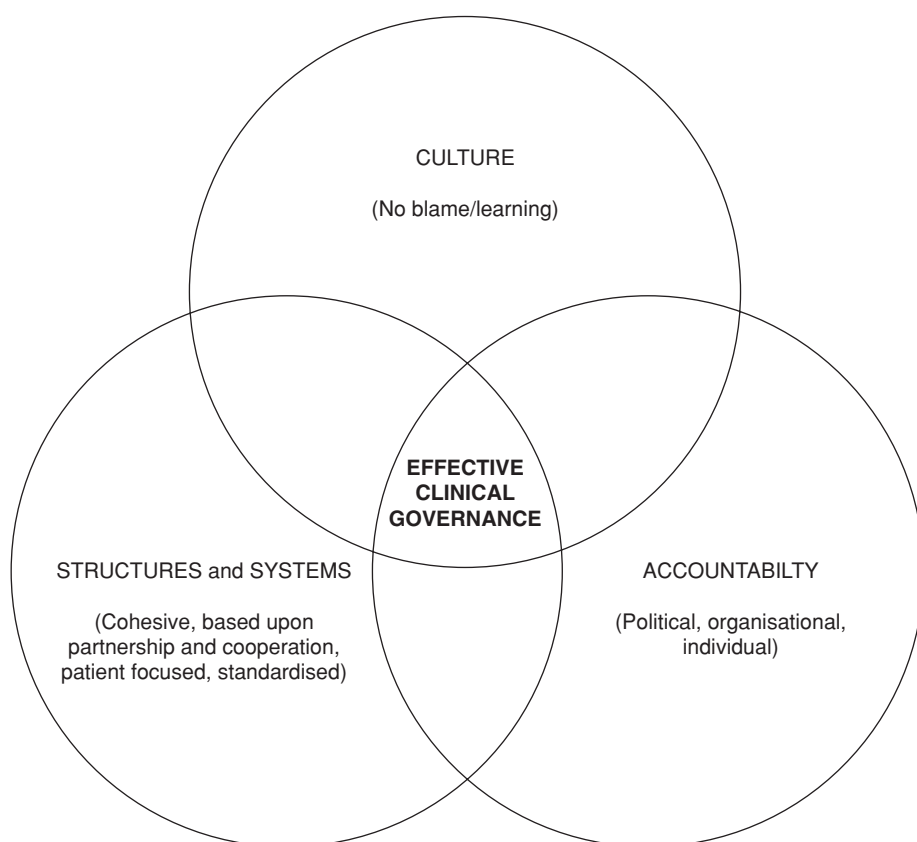 CULTURE
(No blame/learning)
EFFECTIVE
CLINICAL
GOVERNANCE
STRUCTURES and SYSTEMS
(Cohesive, based upon
partnership and cooperation,
patient focused, standardised)
ACCOUNTABILTY
(Political, organisational,
individual)